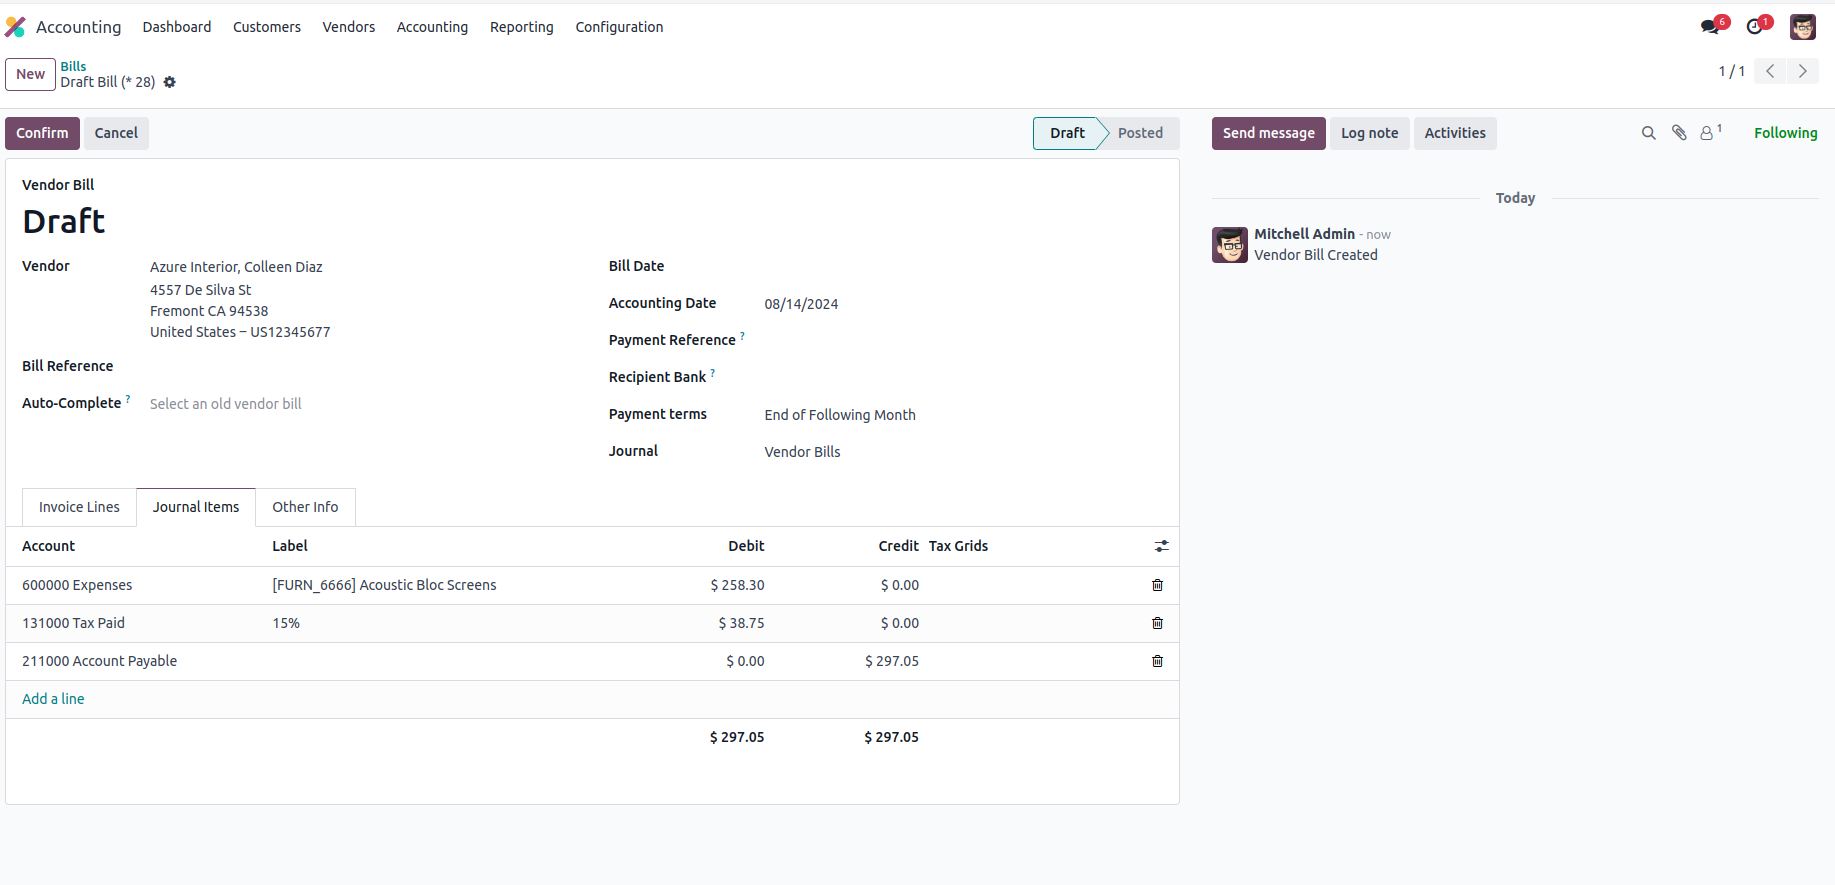 Accounting Dashboard Customers Vendors Accounting Reporting Configuration 6 1
New Bills
Draft Bill (* 28) 1 / 1
Confirm Cancel Draft Posted Send message Log note Activities 1 Following
Vendor Bill
Draft
Vendor Azure Interior, Colleen Diaz
4557 De Silva St
Fremont CA 94538
United States – US12345677
Bill Reference
Auto-Complete ? Select an old vendor bill
Bill Date
Accounting Date 08/14/2024
Payment Reference ?
Recipient Bank ?
Payment terms End of Following Month
Journal Vendor Bills
Today
Mitchell Admin - now
Vendor Bill Created
Invoice Lines Journal Items Other Info
Account Label Debit Credit Tax Grids
600000 Expenses [FURN_6666] Acoustic Bloc Screens $ 258.30 $ 0.00
131000 Tax Paid 15% $ 38.75 $ 0.00
211000 Account Payable $ 0.00 $ 297.05
Add a line
$ 297.05 $ 297.05